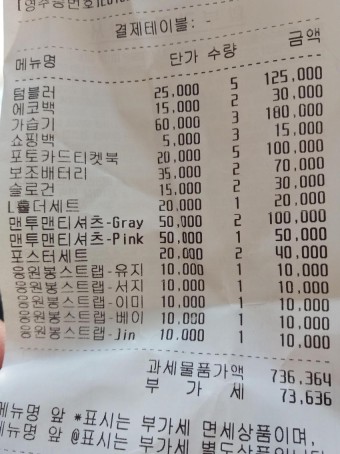 결제테이블: -
메뉴명 단가 수량 금액
텀블러 25,000 5 125,000
에코백 15,000 2 30,000
가습기 60,000 3 180,000
쇼핑백 5,000 3 15,000
포토카드티켓북 20,000 5 100,000
보조배터리 35,000 2 70,000
슬로건 15,000 2 30,000
L홀더세트 20,000 1 20,000
맨투맨티셔츠-Gray 50,000 2 100,000
맨투맨티셔츠-Pink 50,000 1 50,000
포스터세트 20,000 2 40,000
응원봉스트랩-유지 10,000 1 10,000
응원봉스트랩-서지 10,000 1 10,000
응원봉스트랩-이미 10,000 1 10,000
응원봉스트랩-베이 10,000 1 10,000
응원봉스트랩-Jin 10,000 1 10,000
과세물품가액 736,364
부 가 세 73,636
메뉴명 앞 *표시는 부가세 면세상품이며,
메뉴명 앞 @표시는 부가세 별도상품입니다